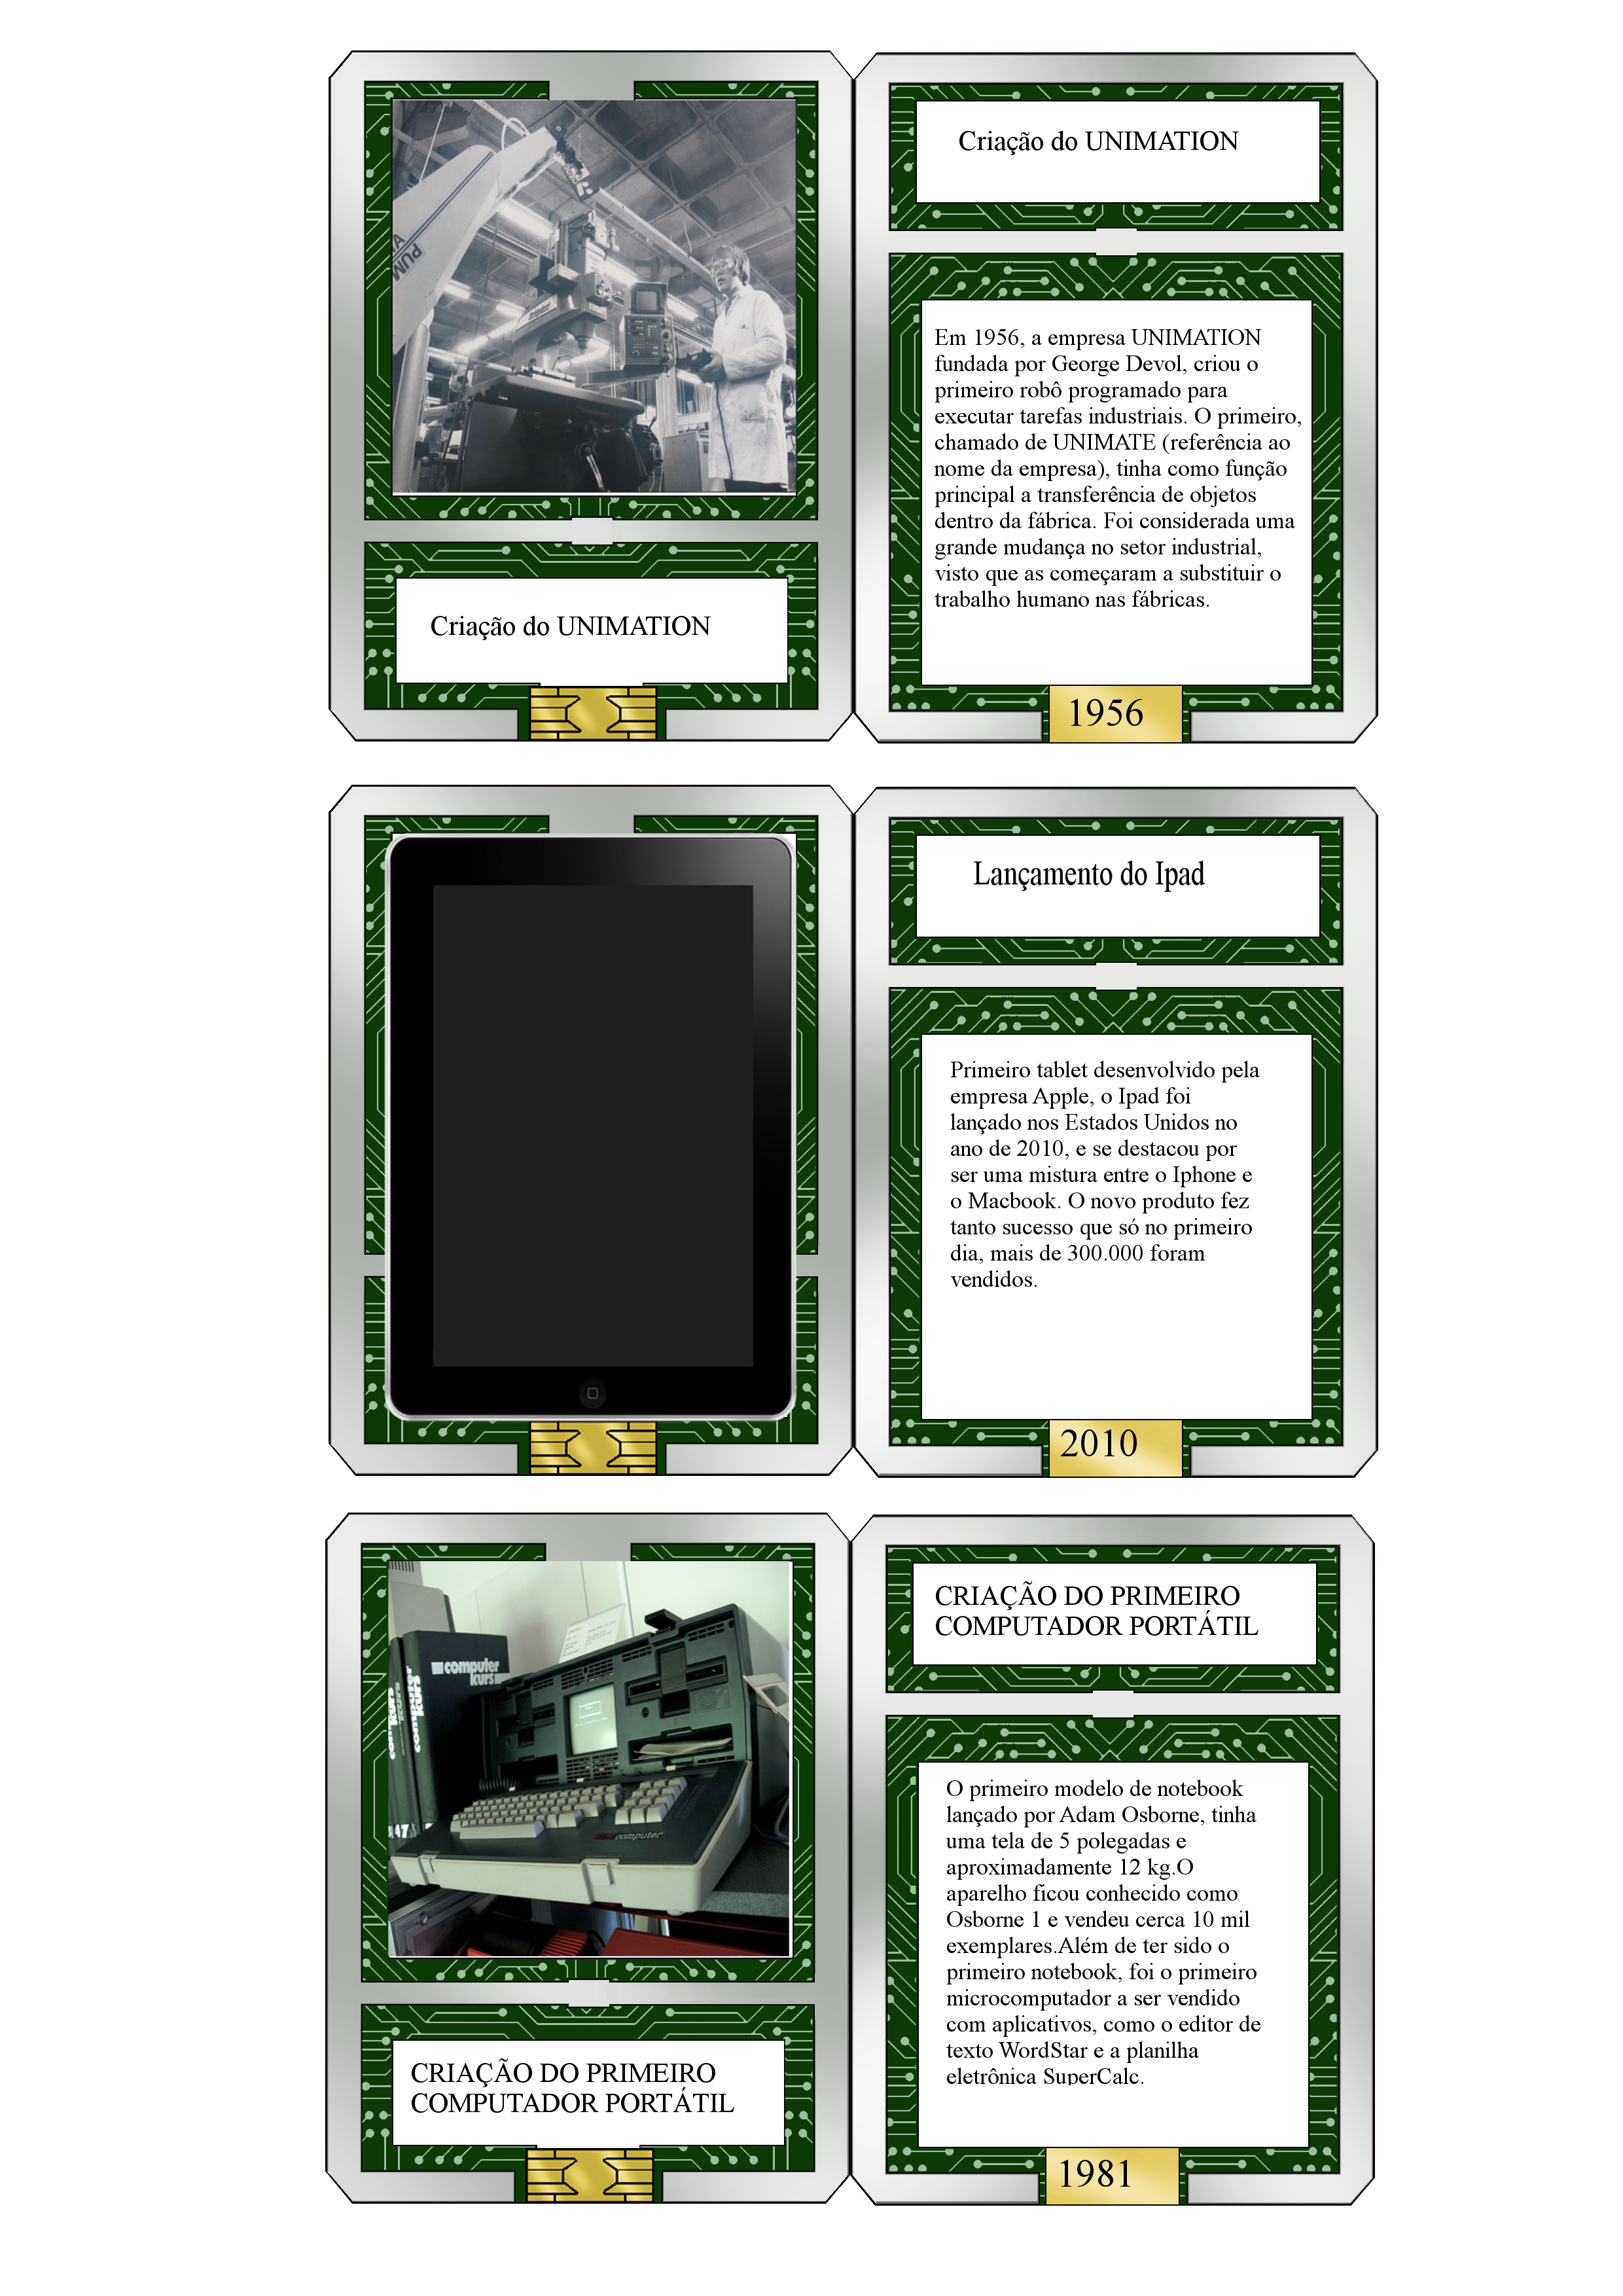 PUM
Criação do UNIMATION
Criação do UNIMATION
Em 1956, a empresa UNIMATION
fundada por George Devol, criou o
primeiro robô programado para
executar tarefas industriais. O primeiro,
chamado de UNIMATE (referência ao
nome da empresa), tinha como função
principal a transferência de objetos
dentro da fábrica. Foi considerada uma
grande mudança no setor industrial,
visto que as começaram a substituir o
trabalho humano nas fábricas.
1956
Lançamento do Ipad
Primeiro tablet desenvolvido pela
empresa Apple, o Ipad foi
lançado nos Estados Unidos no
ano de 2010, e se destacou por
ser uma mistura entre o Iphone e
o Macbook. O novo produto fez
tanto sucesso que só no primeiro
dia, mais de 300.000 foram
vendidos.
2010
computer
kurs
computer
kurs
computer
CRIAÇÃO DO PRIMEIRO
COMPUTADOR PORTÁTIL
CRIAÇÃO DO PRIMEIRO
COMPUTADOR PORTÁTIL
O primeiro modelo de notebook
lançado por Adam Osborne, tinha
uma tela de 5 polegadas e
aproximadamente 12 kg.O
aparelho ficou conhecido como
Osborne 1 e vendeu cerca 10 mil
exemplares.Além de ter sido o
primeiro notebook, foi o primeiro
microcomputador a ser vendido
com aplicativos, como o editor de
texto WordStar e a planilha
eletrônica SuperCalc.
1981